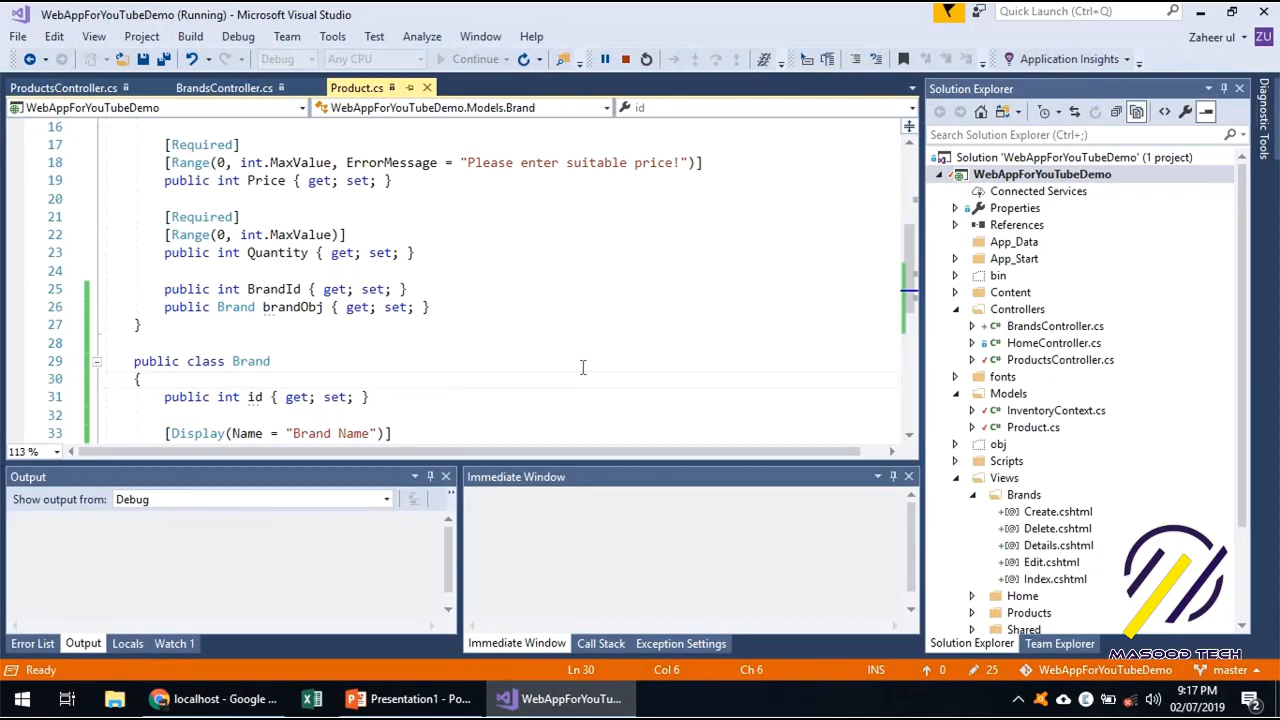 WebAppForYouTubeDemo (Running) - Microsoft Visual Studio
Quick Launch (Ctrl+Q)
File Edit View Project Build Debug Team Tools Test Analyze Window Help
Zaheer ul ZU
Debug Any CPU Continue Application Insights
ProductsController.cs BrandsController.cs Product.cs
WebAppForYouTubeDemo WebAppForYouTubeDemo.Models.Brand id
16
17 [Required]
18 [Range(0, int.MaxValue, ErrorMessage = "Please enter suitable price!")]
19 public int Price { get; set; }
20
21 [Required]
22 [Range(0, int.MaxValue)]
23 public int Quantity { get; set; }
24
25 public int BrandId { get; set; }
26 public Brand brandObj { get; set; }
27 }
28
29 public class Brand
30 {
31 public int id { get; set; }
32
33 [Display(Name = "Brand Name")]
113 %
Output
Show output from: Debug
Error List Output Locals Watch 1
Immediate Window
Immediate Window Call Stack Exception Settings
Solution Explorer
Search Solution Explorer (Ctrl+;)
Solution 'WebAppForYouTubeDemo' (1 project)
WebAppForYouTubeDemo
Connected Services
Properties
References
App_Data
App_Start
bin
Content
Controllers
BrandsController.cs
HomeController.cs
ProductsController.cs
fonts
Models
InventoryContext.cs
Product.cs
obj
Scripts
Views
Brands
Create.cshtml
Delete.cshtml
Details.cshtml
Edit.cshtml
Index.cshtml
Home
Products
Shared
Solution Explorer Team Explorer
Diagnostic Tools
MASOOD TECH
Ready Ln 30 Col 6 Ch 6 INS 0 25 WebAppForYouTubeDemo master
localhost - Google ... Presentation1 - Po... WebAppForYouTu... 9:17 PM
02/07/2019
2